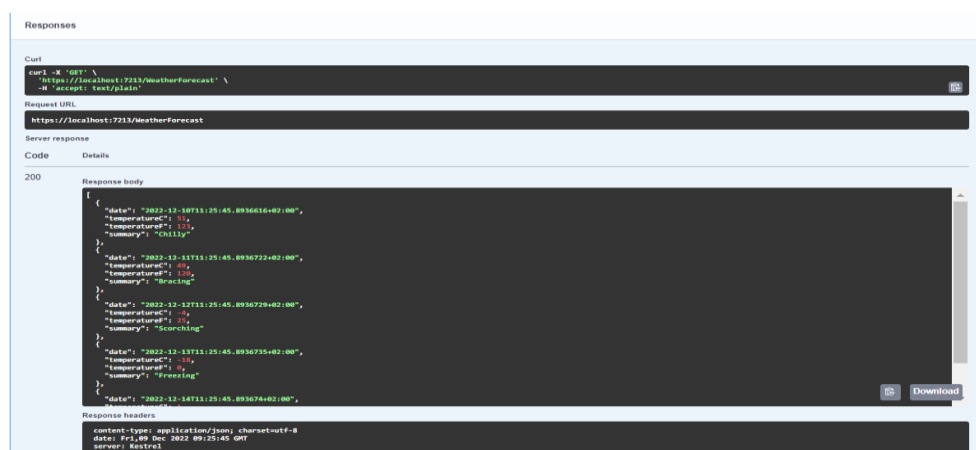 Responses
Curl
curl -X 'GET' \
'https://localhost:7213/WeatherForecast' \
-H 'accept: text/plain'
Request URL
https://localhost:7213/WeatherForecast
Server response
Code Details
200
Response body
[
{
"date": "2022-12-10T11:25:45.8936616+02:00",
"temperatureC": 51,
"temperatureF": 123,
"summary": "Chilly"
},
{
"date": "2022-12-11T11:25:45.8936722+02:00",
"temperatureC": 49,
"temperatureF": 120,
"summary": "Bracing"
},
{
"date": "2022-12-12T11:25:45.8936729+02:00",
"temperatureC": -4,
"temperatureF": 25,
"summary": "Scorching"
},
{
"date": "2022-12-13T11:25:45.8936735+02:00",
"temperatureC": -18,
"temperatureF": 0,
"summary": "Freezing"
},
{
"date": "2022-12-14T11:25:45.893674+02:00",
Download
Response headers
content-type: application/json; charset=utf-8
date: Fri,09 Dec 2022 09:25:45 GMT
server: Kestrel